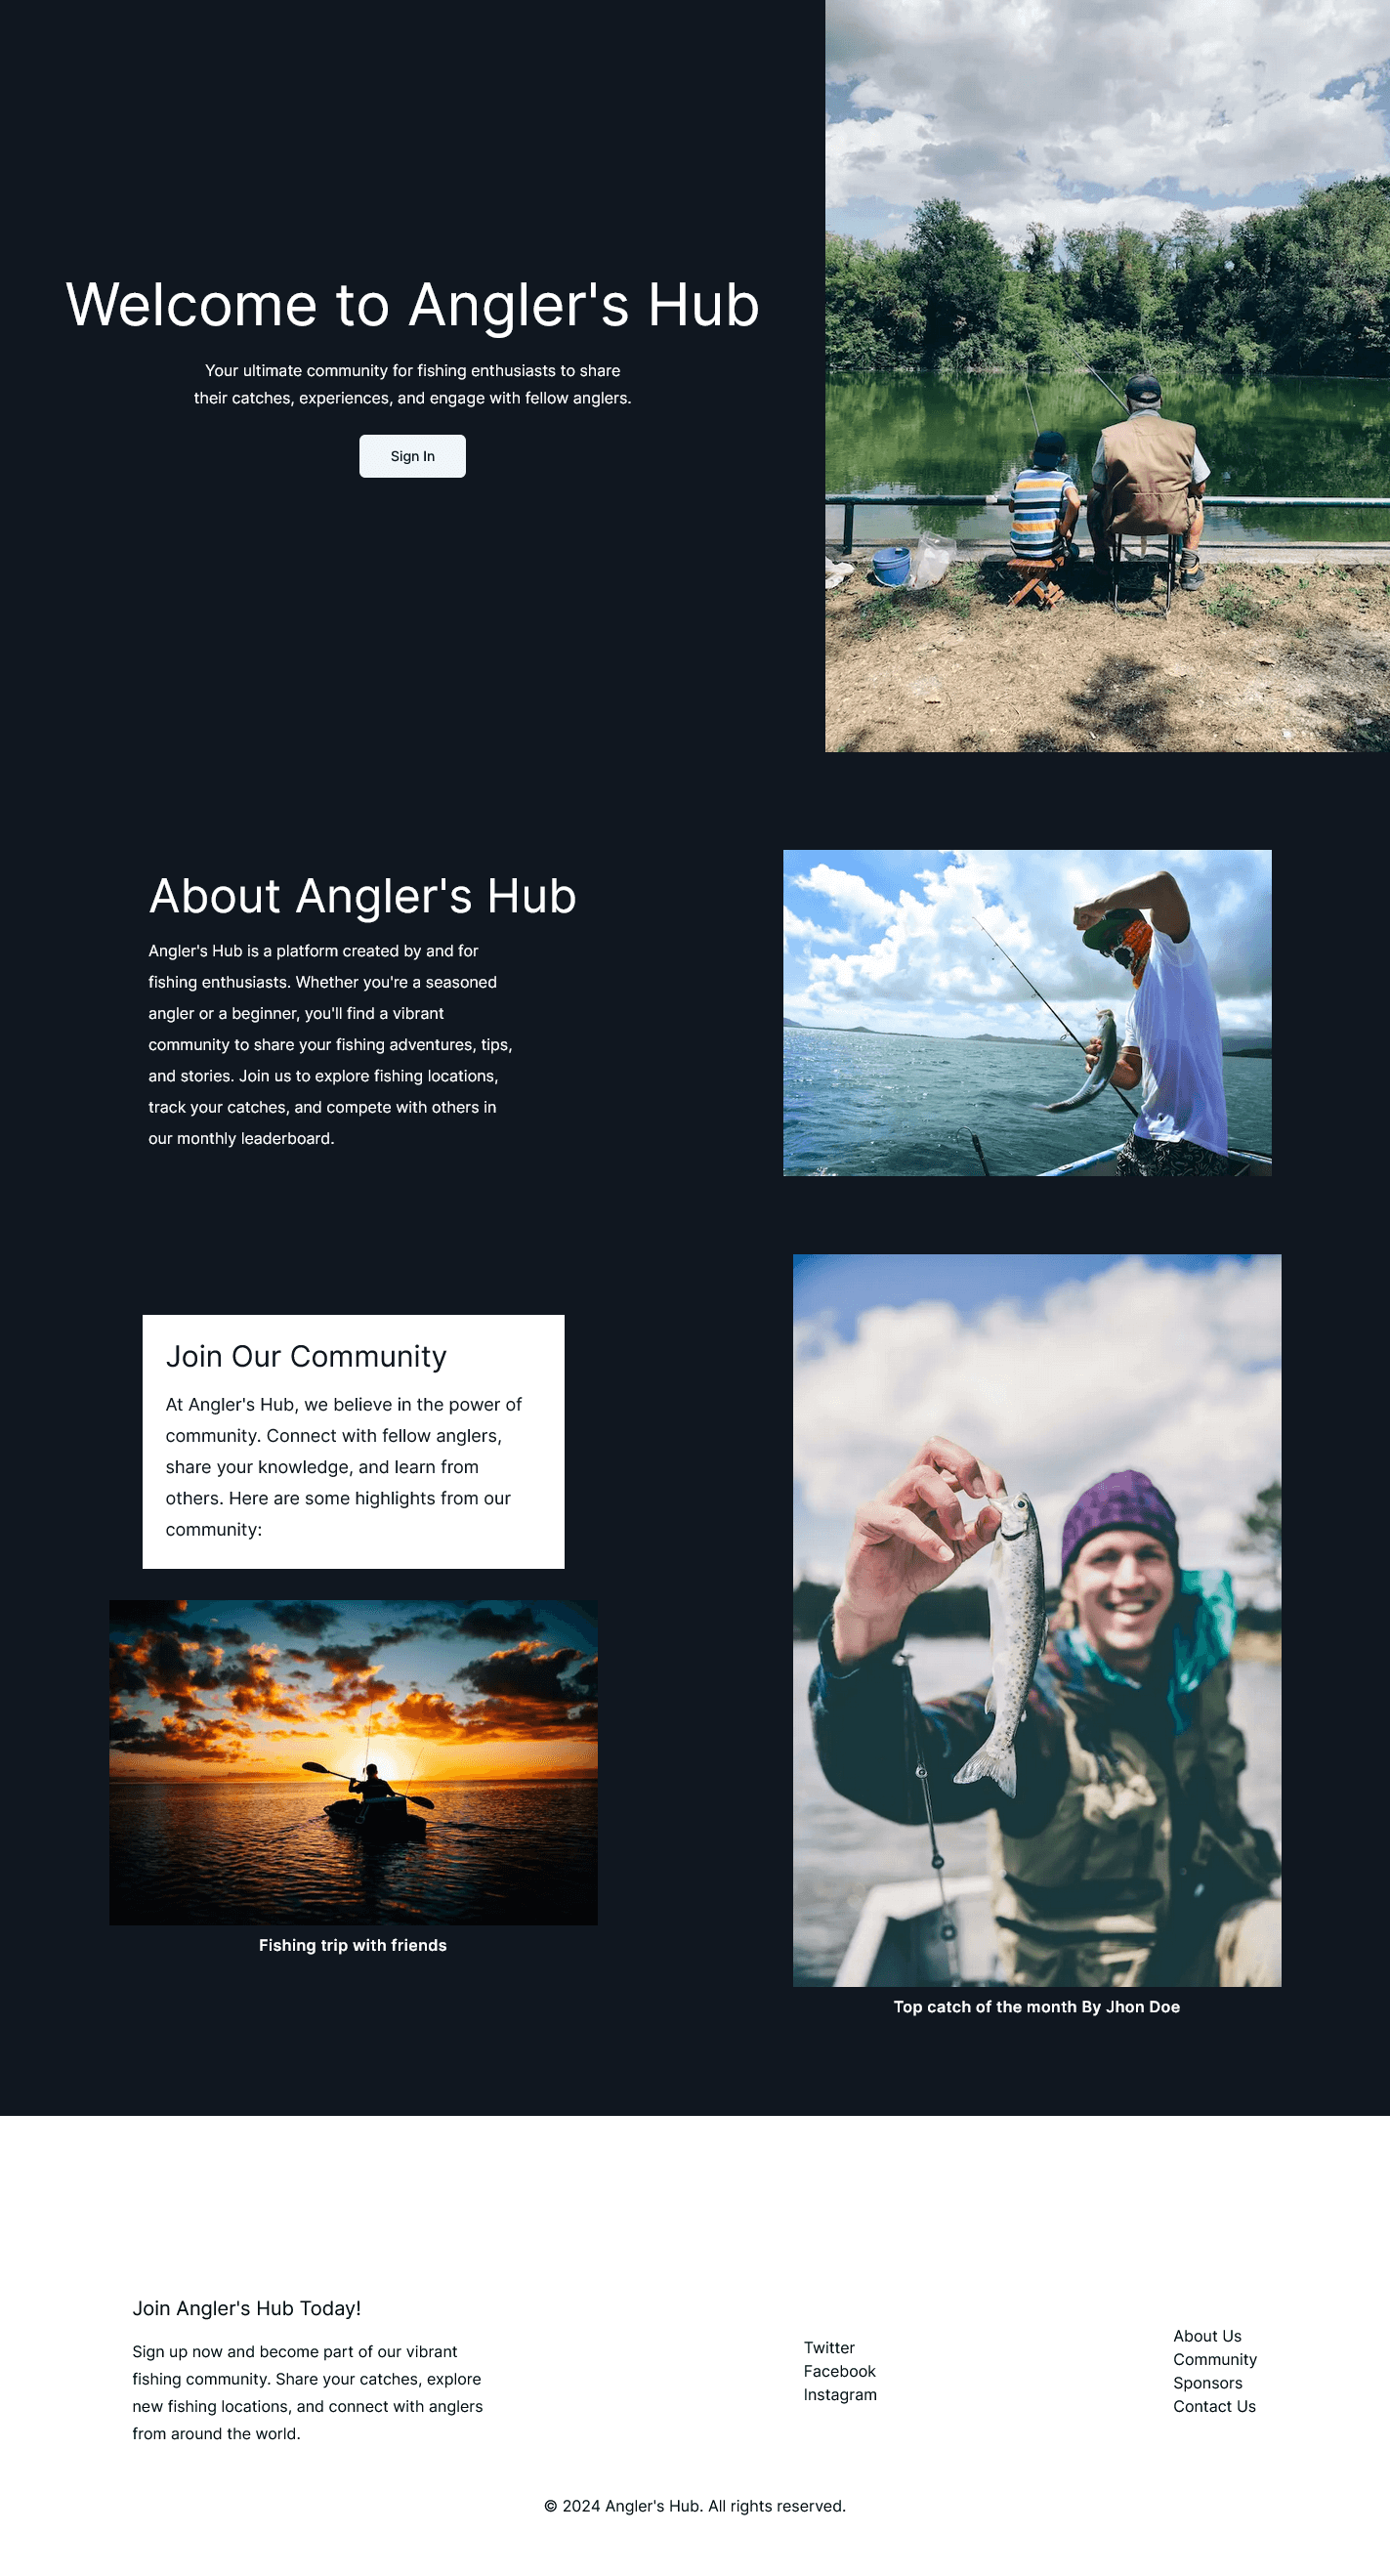 Welcome to Angler's Hub
Your ultimate community for fishing enthusiasts to share
their catches, experiences, and engage with fellow anglers.
Sign In
About Angler's Hub
Angler's Hub is a platform created by and for
fishing enthusiasts. Whether you're a seasoned
angler or a beginner, you'll find a vibrant
community to share your fishing adventures, tips,
and stories. Join us to explore fishing locations,
track your catches, and compete with others in
our monthly leaderboard.
Join Our Community
At Angler's Hub, we believe in the power of
community. Connect with fellow anglers,
share your knowledge, and learn from
others. Here are some highlights from our
community:
Fishing trip with friends
Top catch of the month By Jhon Doe
Join Angler's Hub Today!
Sign up now and become part of our vibrant
fishing community. Share your catches, explore
new fishing locations, and connect with anglers
from around the world.
Twitter
Facebook
Instagram
About Us
Community
Sponsors
Contact Us
© 2024 Angler's Hub. All rights reserved.